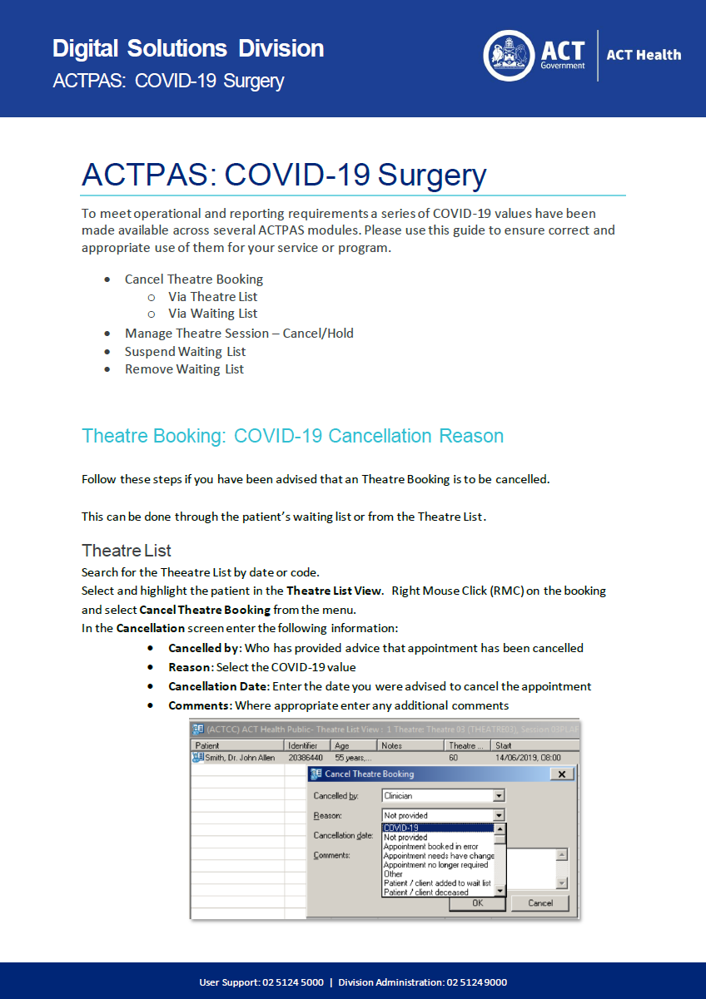 Digital Solutions Division
ACTPAS: COVID-19 Surgery
ACT
Government
ACT Health
ACTPAS: COVID-19 Surgery
To meet operational and reporting requirements a series of COVID-19 values have been
made available across several ACTPAS modules. Please use this guide to ensure correct and
appropriate use of them for your service or program.
• Cancel Theatre Booking
o Via Theatre List
o Via Waiting List
• Manage Theatre Session – Cancel/Hold
• Suspend Waiting List
• Remove Waiting List
Theatre Booking: COVID-19 Cancellation Reason
Follow these steps if you have been advised that an Theatre Booking is to be cancelled.
This can be done through the patient’s waiting list or from the Theatre List.
Theatre List
Search for the Theeatre List by date or code.
Select and highlight the patient in the Theatre List View. Right Mouse Click (RMC) on the booking
and select Cancel Theatre Booking from the menu.
In the Cancellation screen enter the following information:
• Cancelled by: Who has provided advice that appointment has been cancelled
• Reason: Select the COVID-19 value
• Cancellation Date: Enter the date you were advised to cancel the appointment
• Comments: Where appropriate enter any additional comments
(ACTCC) ACT Health Public- Theatre List View : 1 Theatre: Theatre 03 (THEATRE03), Session 03PLAE
Patient Identifier Age Notes Theatre ... Start
Smith, Dr. John Allen 20386440 55 years,... 60 14/06/2019, 08:00
Cancel Theatre Booking
Cancelled by: Clinician
Reason: Not provided
COVID-19
Cancellation date: Not provided
Appointment booked in error
Comments: Appointment needs have change
Appointment no longer required
Other
Patient / client added to wait list
Patient / client deceased
OK Cancel
User Support: 02 5124 5000 | Division Administration: 02 5124 9000